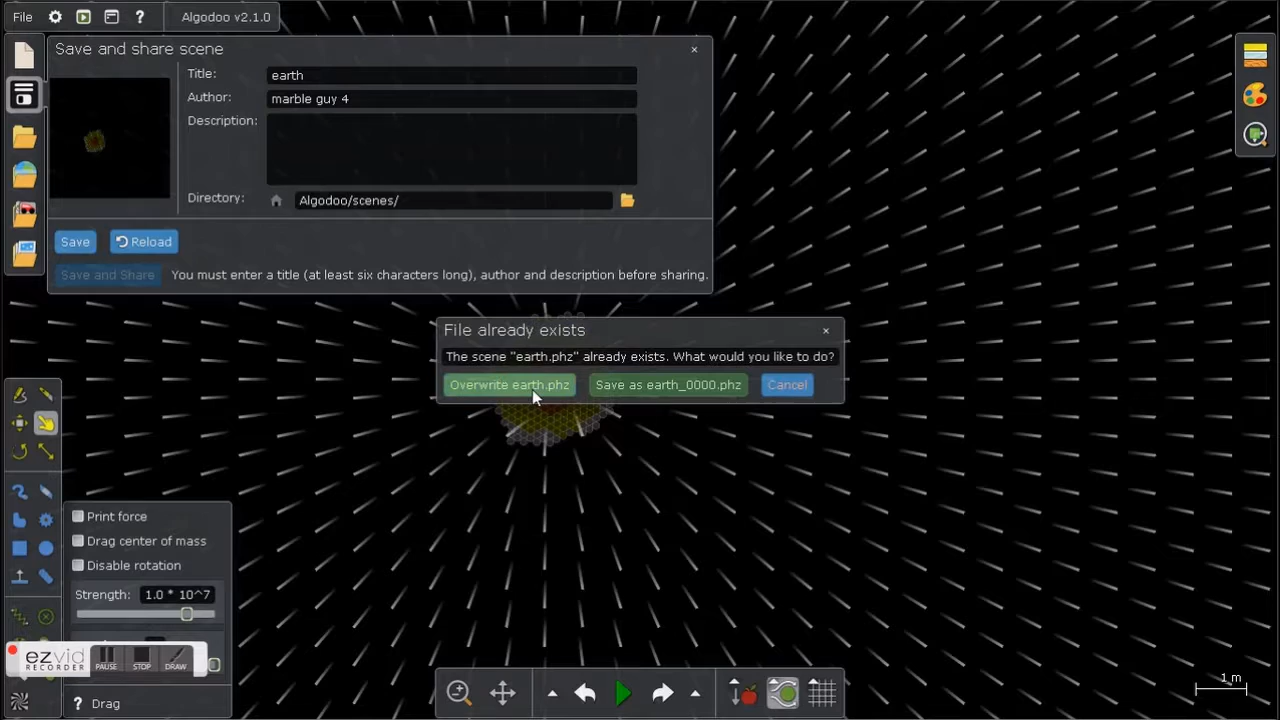 File
?
Algodoo v2.1.0
Save and share scene
×
Title:
earth
Author:
marble guy 4
Description:
Directory:
Algodoo/scenes/
Save
Reload
Save and Share
You must enter a title (at least six characters long), author and description before sharing.
File already exists
×
The scene "earth.phz" already exists. What would you like to do?
Overwrite earth.phz
Save as earth_0000.phz
Cancel
Print force
Drag center of mass
Disable rotation
Strength:
1.0 * 10^7
ezvid
RECORDER
PAUSE
STOP
DRAW
? Drag
1 m